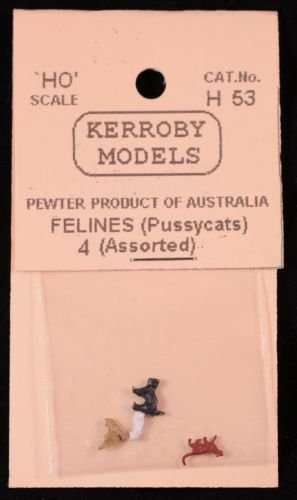 'HO'
SCALE
CAT.No.
H 53
KERROBY
MODELS
PEWTER PRODUCT OF AUSTRALIA
FELINES (Pussycats)
4 (Assorted)